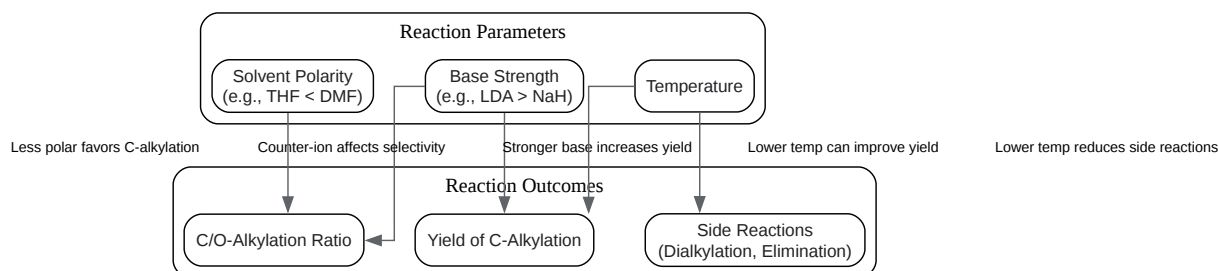 Reaction Parameters
Solvent Polarity
(e.g., THF < DMF)
Base Strength
(e.g., LDA > NaH)
Temperature
Less polar favors C-alkylation
Counter-ion affects selectivity
Stronger base increases yield
Lower temp can improve yield
Lower temp reduces side reactions
Reaction Outcomes
C/O-Alkylation Ratio
Yield of C-Alkylation
Side Reactions
(Dialkylation, Elimination)